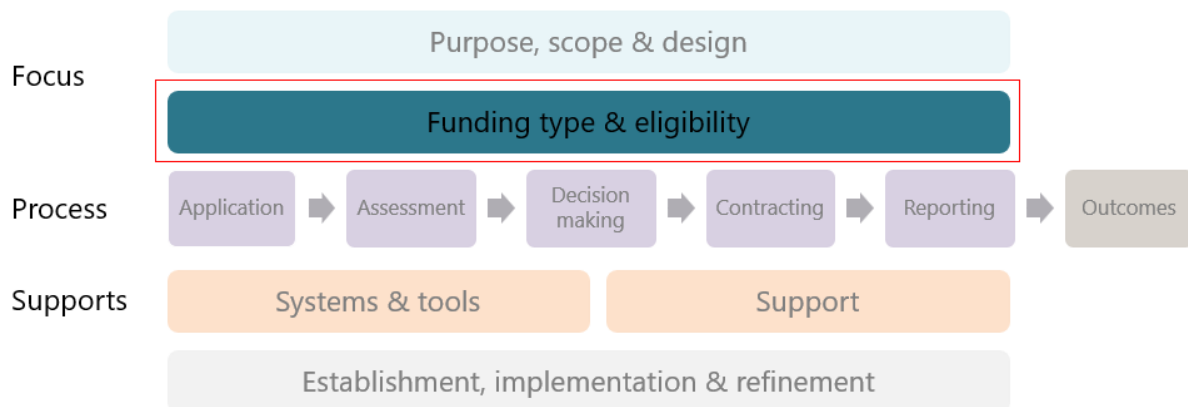 Purpose, scope & design
Focus
Funding type & eligibility
Process
Application
Assessment
Decision
making
Contracting
Reporting
Outcomes
Supports
Systems & tools
Support
Establishment, implementation & refinement